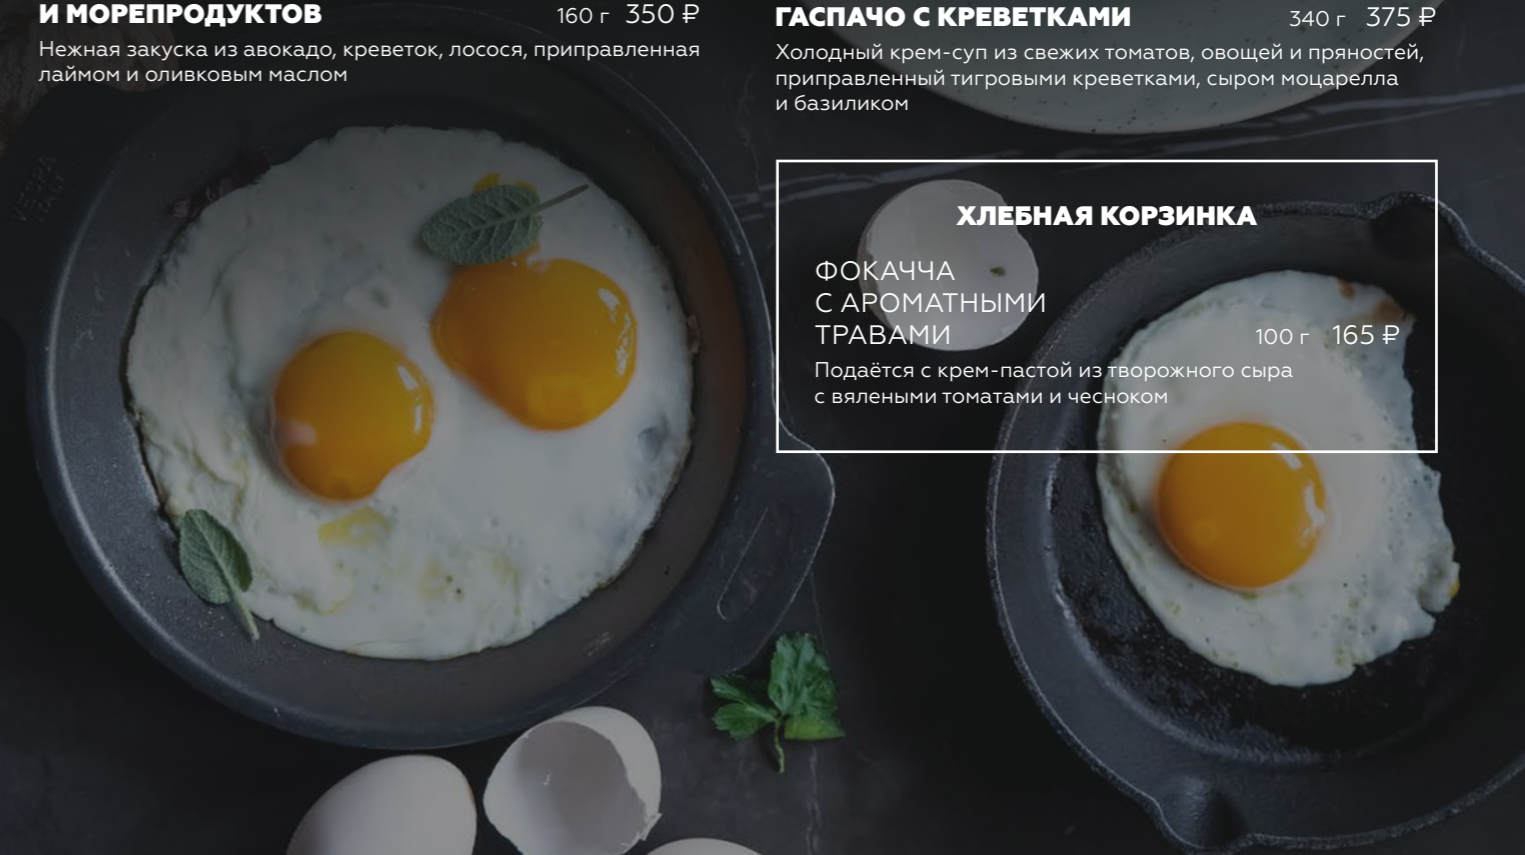 И МОРЕПРОДУКТОВ 160 г 350 ₽
Нежная закуска из авокадо, креветок, лосося, приправленная
лаймом и оливковым маслом
ГАСПАЧО С КРЕВЕТКАМИ 340 г 375 ₽
Холодный крем-суп из свежих томатов, овощей и пряностей,
приправленный тигровыми креветками, сыром моцарелла
и базиликом
ХЛЕБНАЯ КОРЗИНКА
ФОКАЧЧА
С АРОМАТНЫМИ
ТРАВАМИ 100 г 165 ₽
Подаётся с крем-пастой из творожного сыра
с вялеными томатами и чесноком